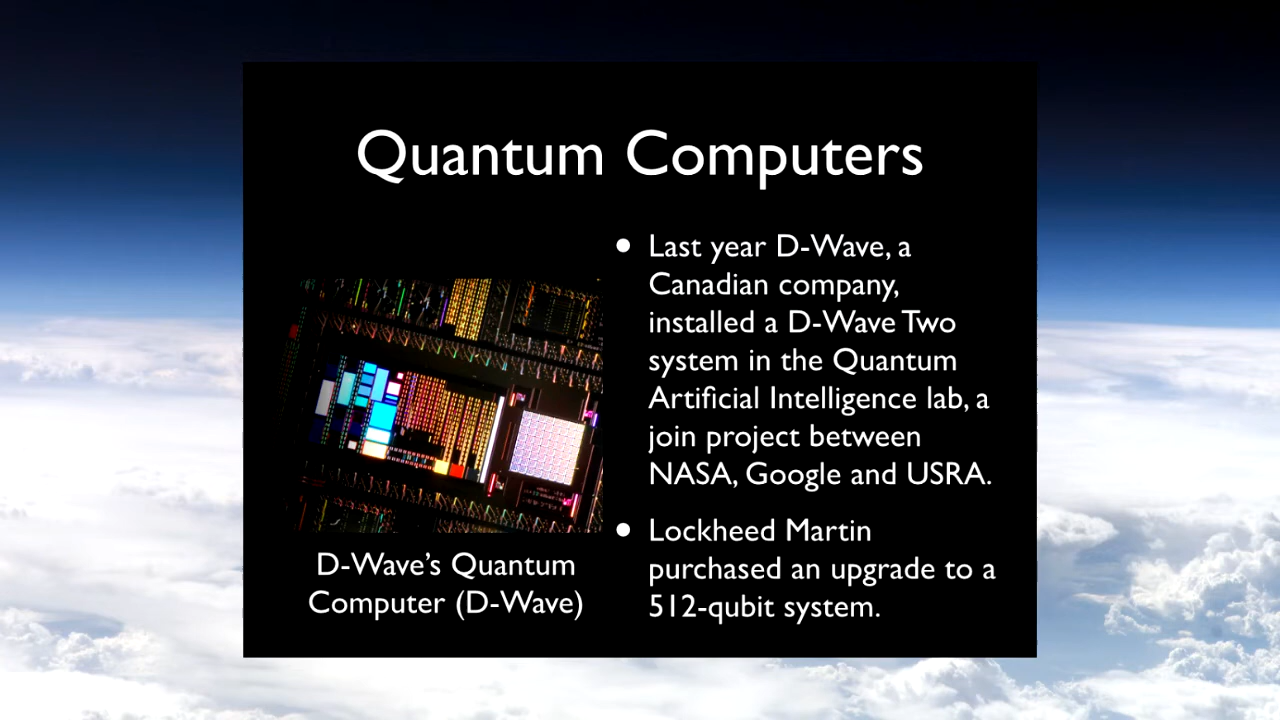 Quantum Computers
Last year D-Wave, a
Canadian company,
installed a D-Wave Two
system in the Quantum
Artificial Intelligence lab, a
join project between
NASA, Google and USRA.
Lockheed Martin
purchased an upgrade to a
512-qubit system.
D-Wave's Quantum
Computer (D-Wave)